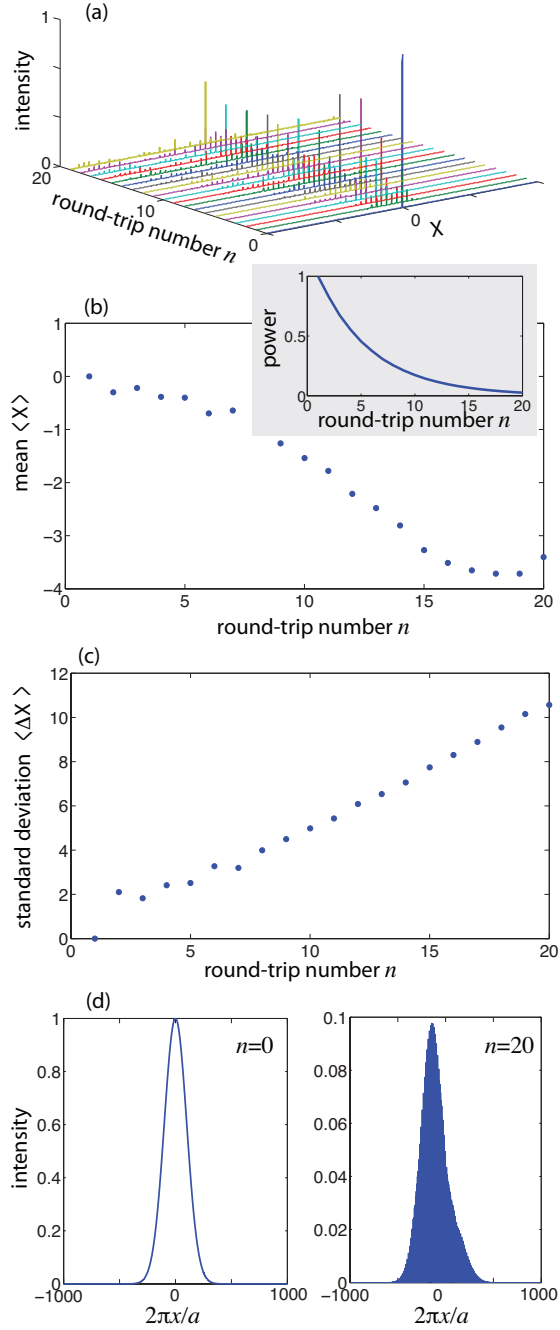 (a)
1
intensity
0
20
10
0
round-trip number n
0
X
(b)
1
0
−1
−2
−3
−4
mean ⟨X⟩
0 5 10 15 20
round-trip number n
1
0.5
0
power
0 5 10 15 20
round-trip number n
(c)
12
10
8
6
4
2
0
standard deviation ⟨ΔX⟩
0 5 10 15 20
round-trip number n
(d)
n=0
1
0.8
0.6
0.4
0.2
0
intensity
−1000 0 1000
2πx/a
n=20
0.1
0.08
0.06
0.04
0.02
0
−1000 0 1000
2πx/a